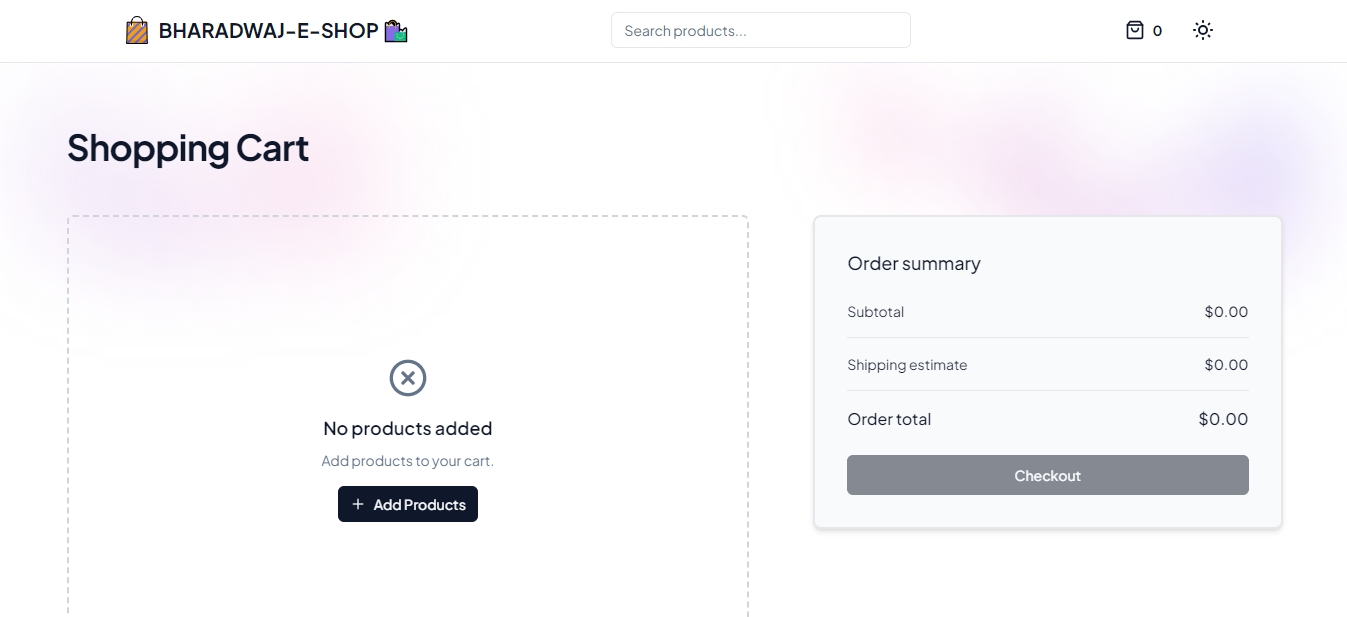 BHARADWAJ-E-SHOP
Search products...
0
Shopping Cart
No products added
Add products to your cart.
+ Add Products
Order summary
Subtotal $0.00
Shipping estimate $0.00
Order total $0.00
Checkout